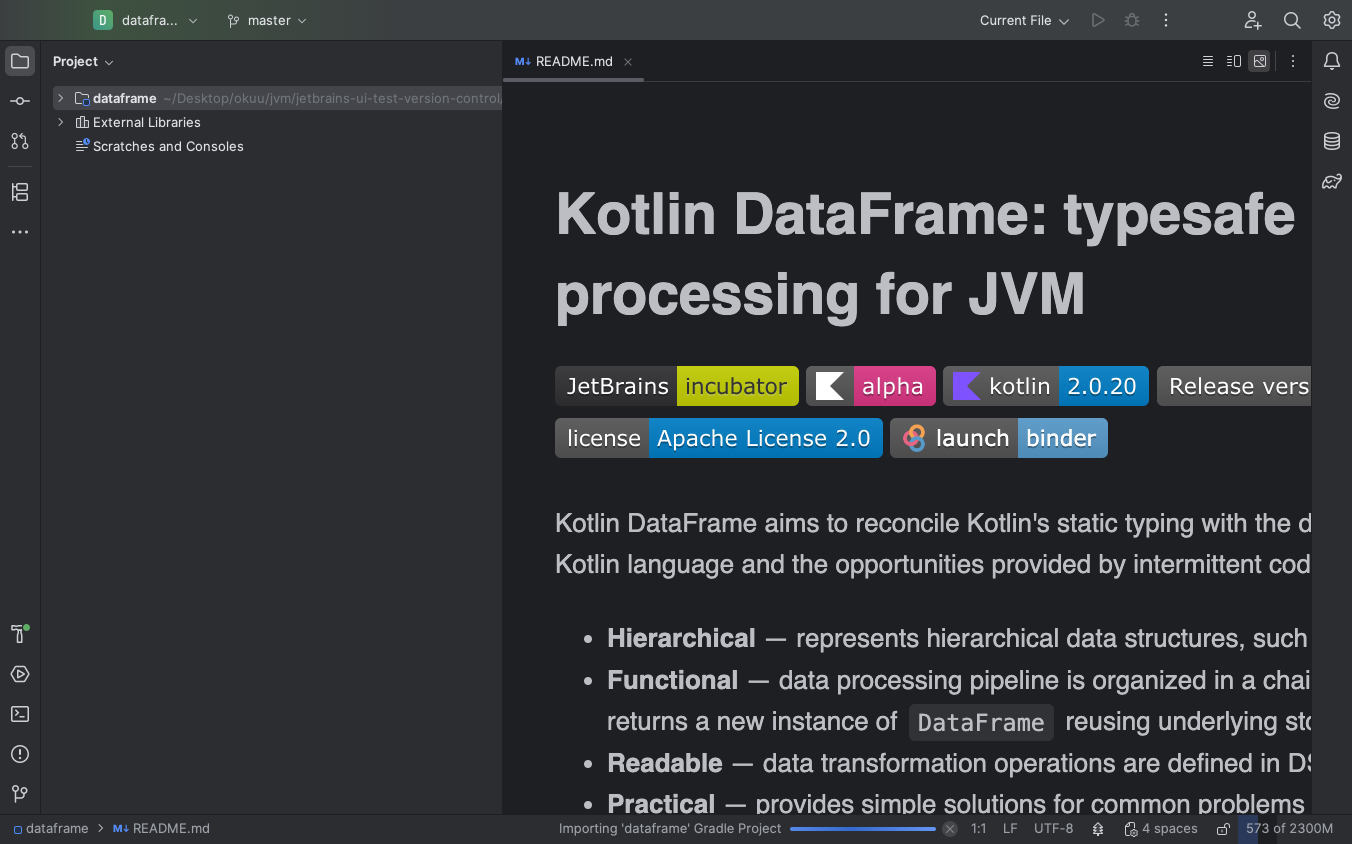 D datafra... master Current File
Project
README.md
dataframe ~/Desktop/okuu/jvm/jetbrains-ui-test-version-control/
External Libraries
Scratches and Consoles
Kotlin DataFrame: typesafe
processing for JVM
JetBrains incubator alpha kotlin 2.0.20 Release vers
license Apache License 2.0 launch binder
Kotlin DataFrame aims to reconcile Kotlin's static typing with the d
Kotlin language and the opportunities provided by intermittent cod
• Hierarchical — represents hierarchical data structures, such
• Functional — data processing pipeline is organized in a chai
returns a new instance of DataFrame reusing underlying sto
• Readable — data transformation operations are defined in DS
• Practical — provides simple solutions for common problems
dataframe > M↓ README.md Importing 'dataframe' Gradle Project 1:1 LF UTF-8 4 spaces 573 of 2300M